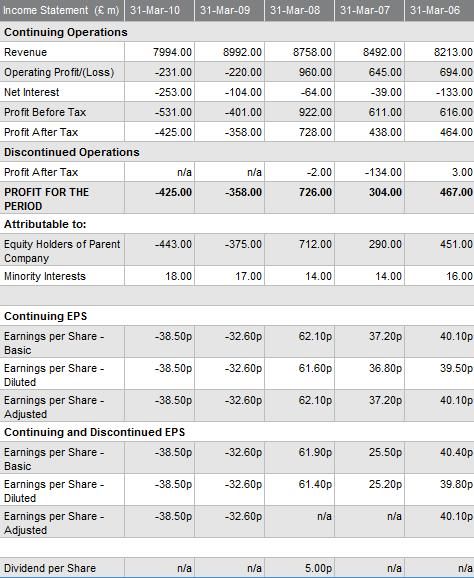 Income Statement (£ m) 31-Mar-10 31-Mar-09 31-Mar-08 31-Mar-07 31-Mar-06
Continuing Operations
Revenue 7994.00 8992.00 8758.00 8492.00 8213.00
Operating Profit/(Loss) -231.00 -220.00 960.00 645.00 694.00
Net Interest -253.00 -104.00 -64.00 -39.00 -133.00
Profit Before Tax -531.00 -401.00 922.00 611.00 616.00
Profit After Tax -425.00 -358.00 728.00 438.00 464.00
Discontinued Operations
Profit After Tax n/a n/a -2.00 -134.00 3.00
PROFIT FOR THE -425.00 -358.00 726.00 304.00 467.00
PERIOD
Attributable to:
Equity Holders of Parent -443.00 -375.00 712.00 290.00 451.00
Company
Minority Interests 18.00 17.00 14.00 14.00 16.00
Continuing EPS
Earnings per Share - -38.50p -32.60p 62.10p 37.20p 40.10p
Basic
Earnings per Share - -38.50p -32.60p 61.60p 36.80p 39.50p
Diluted
Earnings per Share - -38.50p -32.60p 62.10p 37.20p 40.10p
Adjusted
Continuing and Discontinued EPS
Earnings per Share - -38.50p -32.60p 61.90p 25.50p 40.40p
Basic
Earnings per Share - -38.50p -32.60p 61.40p 25.20p 39.80p
Diluted
Earnings per Share - -38.50p -32.60p n/a n/a 40.10p
Adjusted
Dividend per Share n/a n/a 5.00p n/a n/a